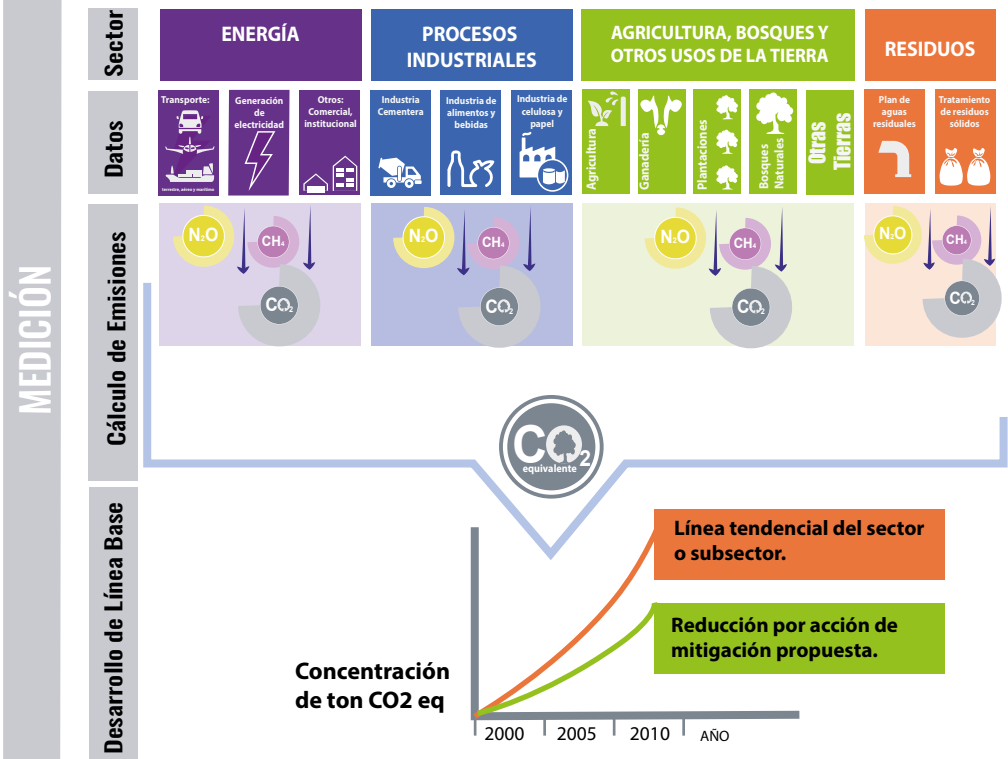 MEDICIÓN
Sector
ENERGÍA
PROCESOS
INDUSTRIALES
AGRICULTURA, BOSQUES Y
OTROS USOS DE LA TIERRA
RESIDUOS
Datos
Transporte:
terrestre, aéreo y marítimo
Generación
de
electricidad
Otros:
Comercial,
institucional
Industria
Cementera
Industria de
alimentos y
bebidas
Industria de
celulosa y
papel
Agricultura
Ganadería
Plantaciones
Bosques
Naturales
Otras
Tierras
Plan de
aguas
residuales
Tratamiento
de residuos
sólidos
Cálculo de Emisiones
N₂O
CH₄
CO₂
N₂O
CH₄
CO₂
N₂O
CH₄
CO₂
N₂O
CH₄
CO₂
CO₂
equivalente
Desarrollo de Línea Base
Línea tendencial del sector
o subsector.
Reducción por acción de
mitigación propuesta.
Concentración
de ton CO2 eq
2000 2005 2010 AÑO